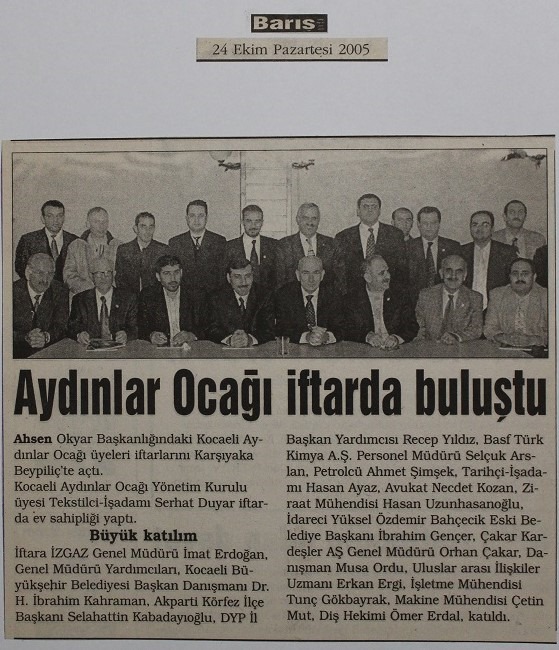 Barış
24 Ekim Pazartesi 2005
Aydınlar Ocağı iftarda buluştu
Ahsen Okyar Başkanlığındaki Kocaeli Ay-
dınlar Ocağı üyeleri iftarlarını Karşıyaka
Beypiliç'te açtı.
Kocaeli Aydınlar Ocağı Yönetim Kurulu
üyesi Tekstilci-İşadamı Serhat Duyar iftar-
da ev sahipliği yaptı.
Büyük katılım
İftara İZGAZ Genel Müdürü İmat Erdoğan,
Genel Müdürü Yardımcıları, Kocaeli Bü-
yükşehir Belediyesi Başkan Danışmanı Dr.
H. İbrahim Kahraman, Akparti Körfez İlçe
Başkanı Selahattin Kabadayıoğlu, DYP İl
Başkan Yardımcısı Recep Yıldız, Basf Türk
Kimya A.Ş. Personel Müdürü Selçuk Ars-
lan, Petrolcü Ahmet Şimşek, Tarihçi-İşada-
mı Hasan Ayaz, Avukat Necdet Kozan, Zi-
raat Mühendisi Hasan Uzunhasanoğlu,
İdareci Yüksel Özdemir Bahçecik Eski Be-
lediye Başkanı İbrahim Gençer, Çakar Kar-
deşler AŞ Genel Müdürü Orhan Çakar, Da-
nışman Musa Ordu, Uluslar arası İlişkiler
Uzmanı Erkan Ergi, İşletme Mühendisi
Tunç Gökbayrak, Makine Mühendisi Çetin
Mut, Diş Hekimi Ömer Erdal, katıldı.